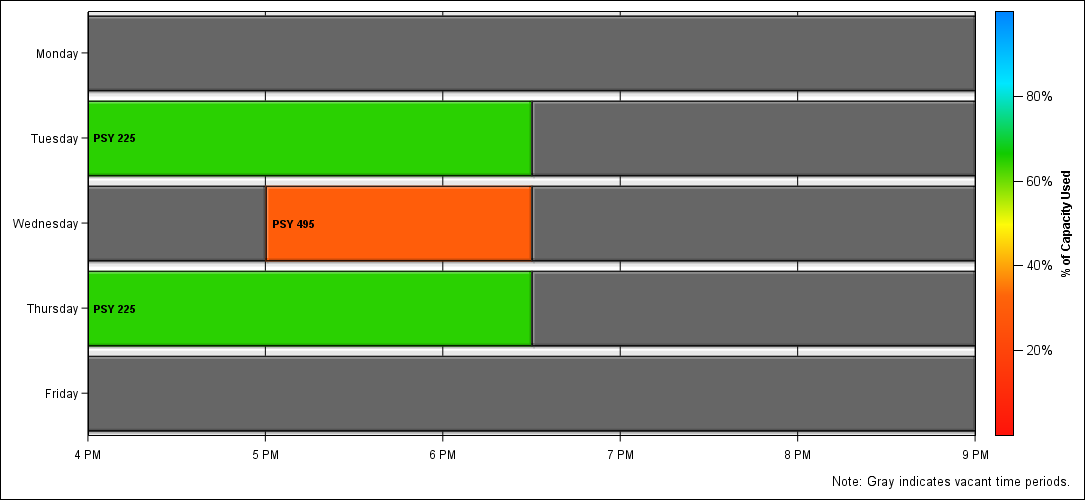 Monday
Tuesday
PSY 225
Wednesday
PSY 495
Thursday
PSY 225
Friday
4 PM 5 PM 6 PM 7 PM 8 PM 9 PM
80%
60%
40%
20%
% of Capacity Used
Note: Gray indicates vacant time periods.